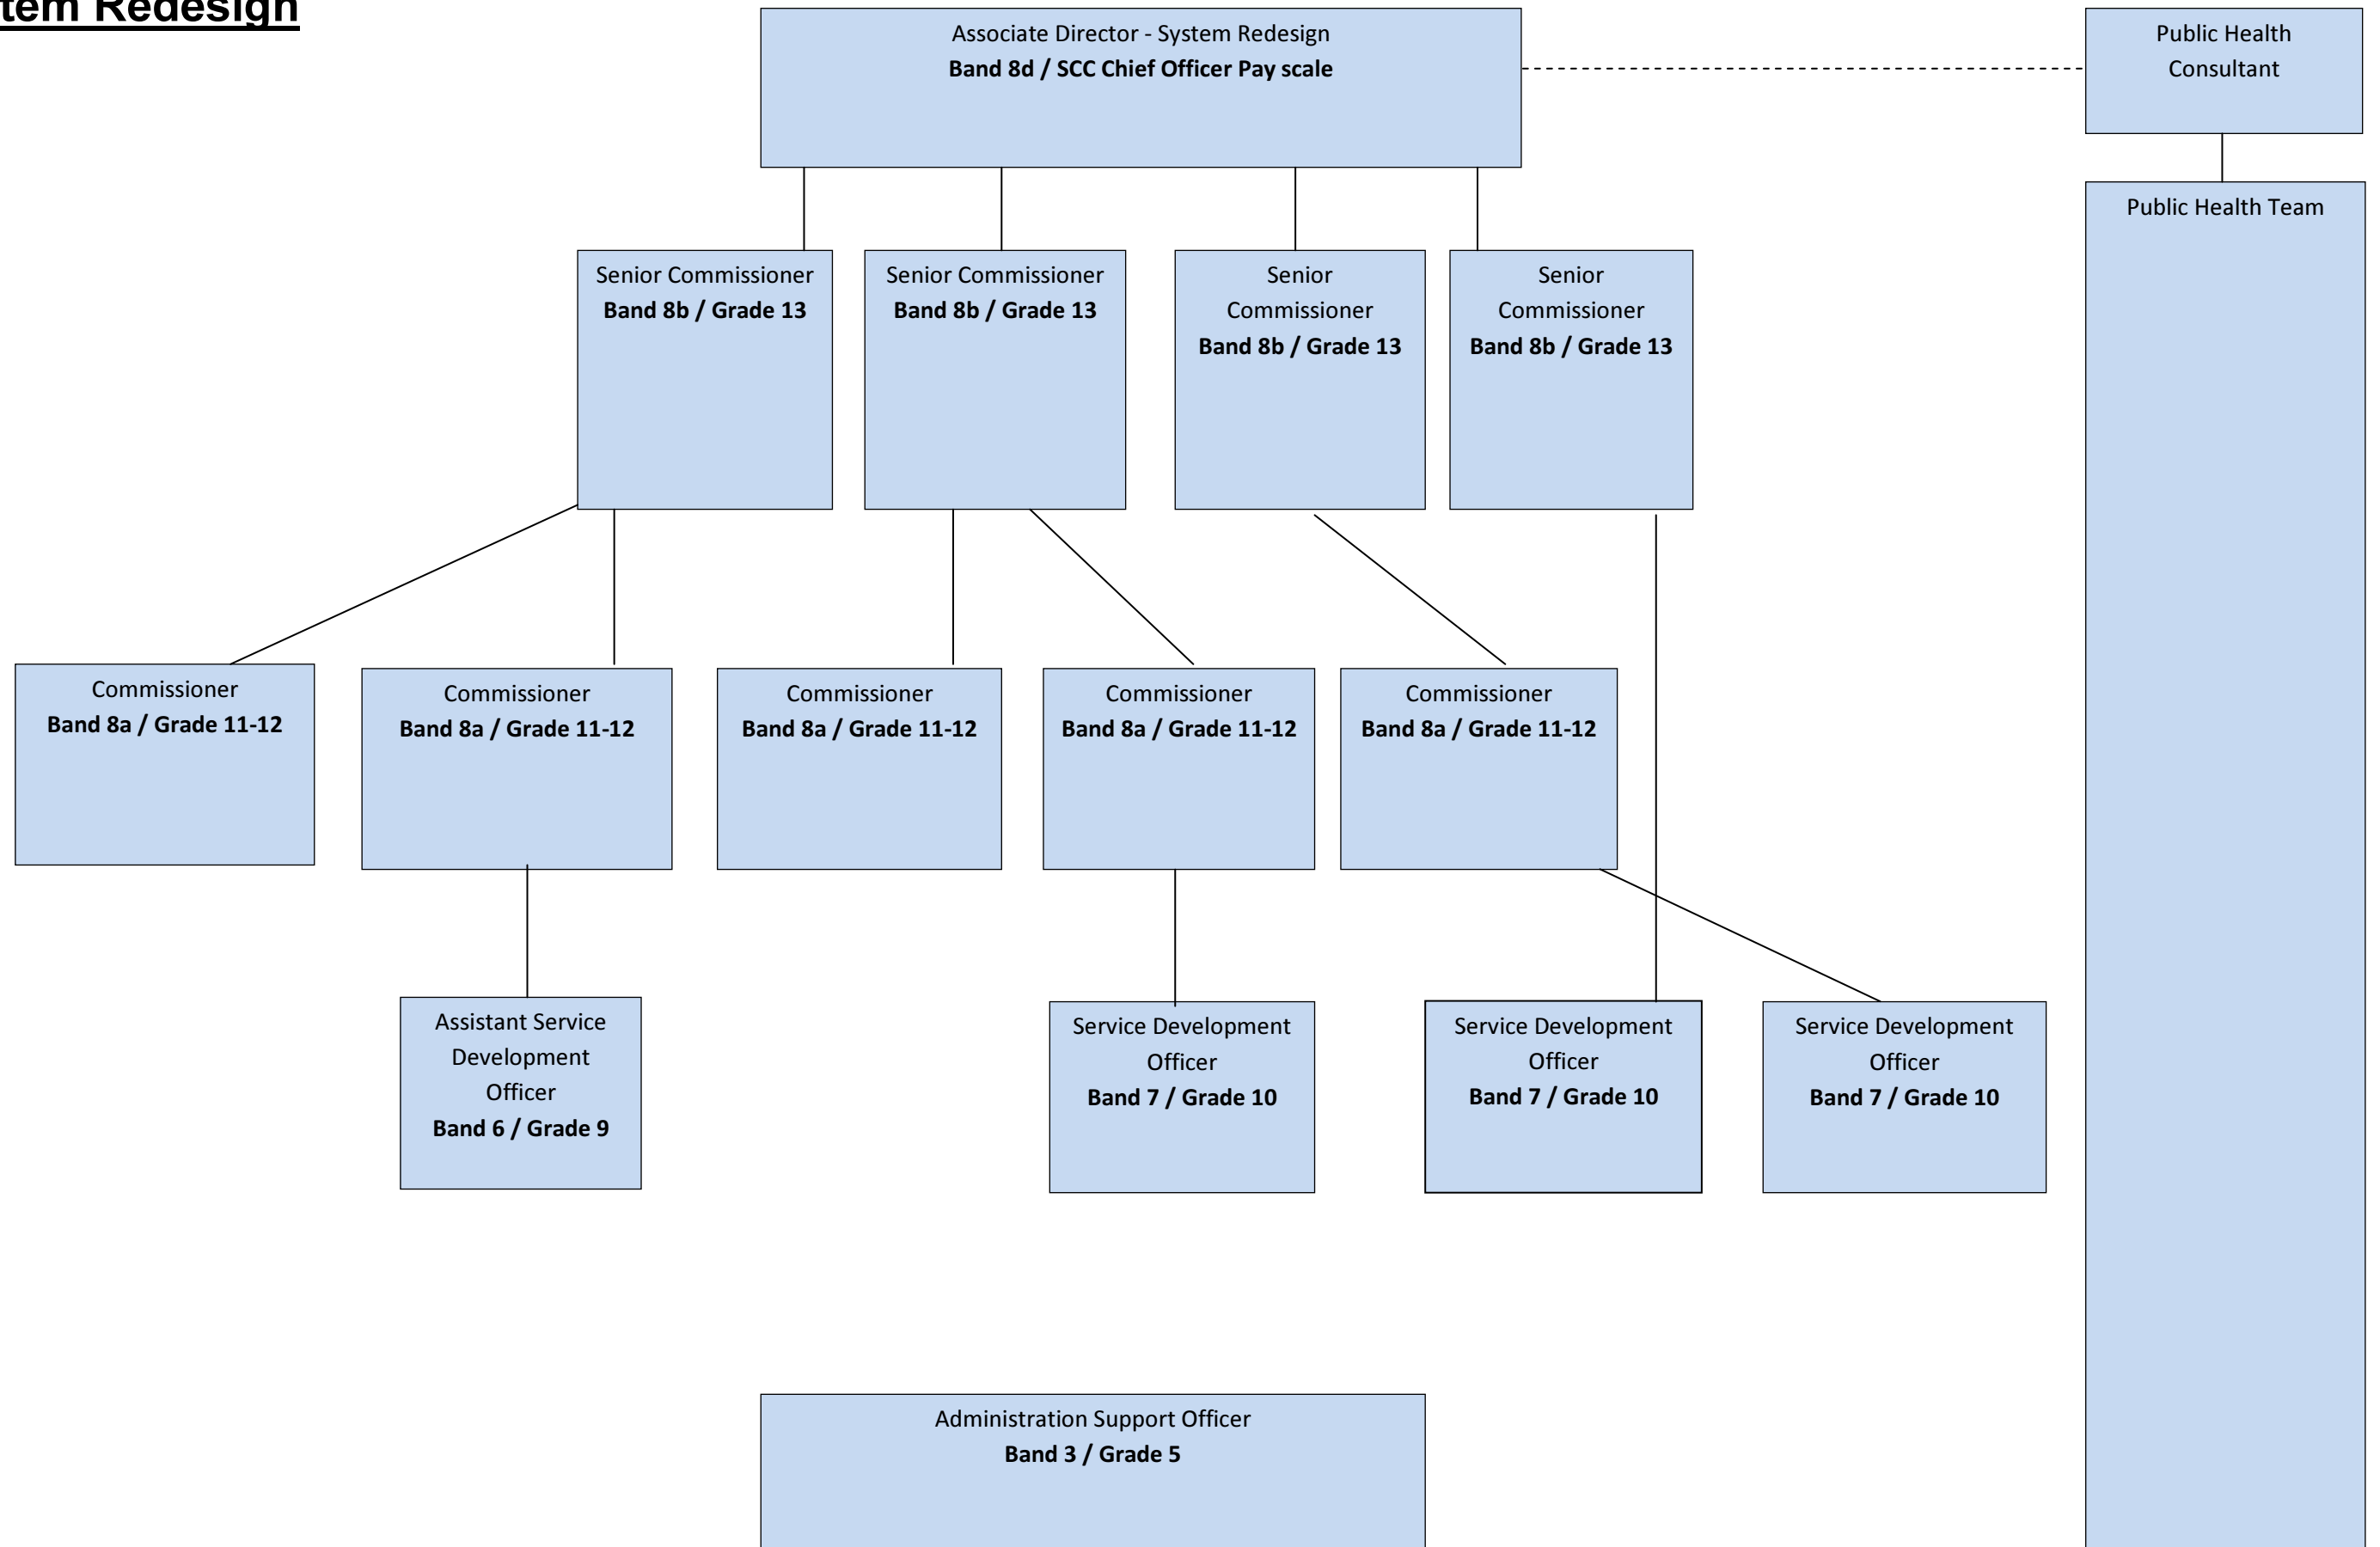 tem Redesign
Associate Director - System Redesign
Band 8d / SCC Chief Officer Pay scale
Public Health
Consultant
Public Health Team
Senior Commissioner
Band 8b / Grade 13
Senior Commissioner
Band 8b / Grade 13
Senior
Commissioner
Band 8b / Grade 13
Senior
Commissioner
Band 8b / Grade 13
Commissioner
Band 8a / Grade 11-12
Commissioner
Band 8a / Grade 11-12
Commissioner
Band 8a / Grade 11-12
Commissioner
Band 8a / Grade 11-12
Commissioner
Band 8a / Grade 11-12
Assistant Service
Development
Officer
Band 6 / Grade 9
Service Development
Officer
Band 7 / Grade 10
Service Development
Officer
Band 7 / Grade 10
Service Development
Officer
Band 7 / Grade 10
Administration Support Officer
Band 3 / Grade 5